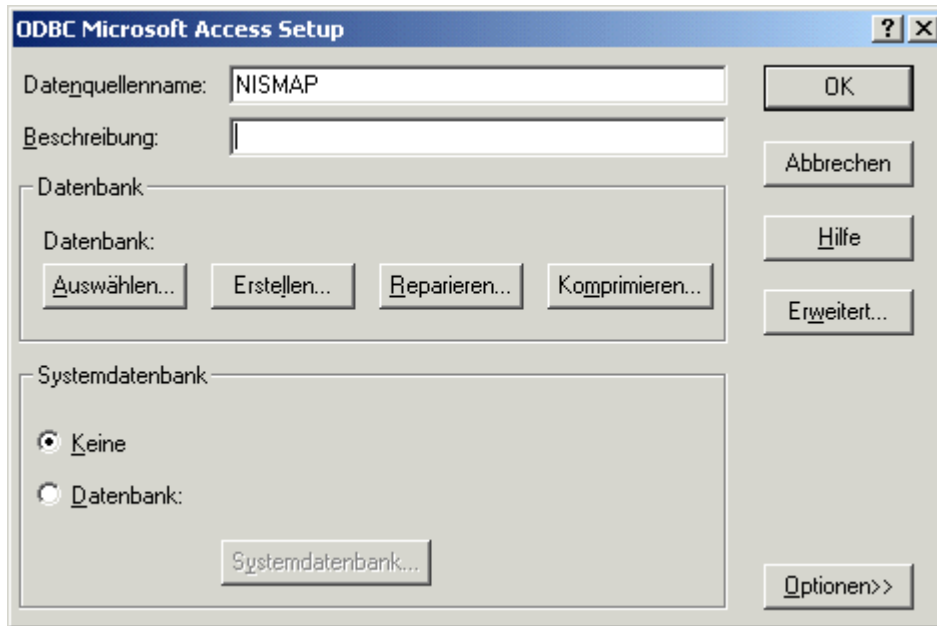 ODBC Microsoft Access Setup
Datenquellenname: NISMAP
OK
Beschreibung:
Abbrechen
Datenbank
Datenbank:
Hilfe
Auswählen... Erstellen... Reparieren... Komprimieren...
Erweitert...
Systemdatenbank
Keine
Datenbank:
Systemdatenbank...
Optionen>>